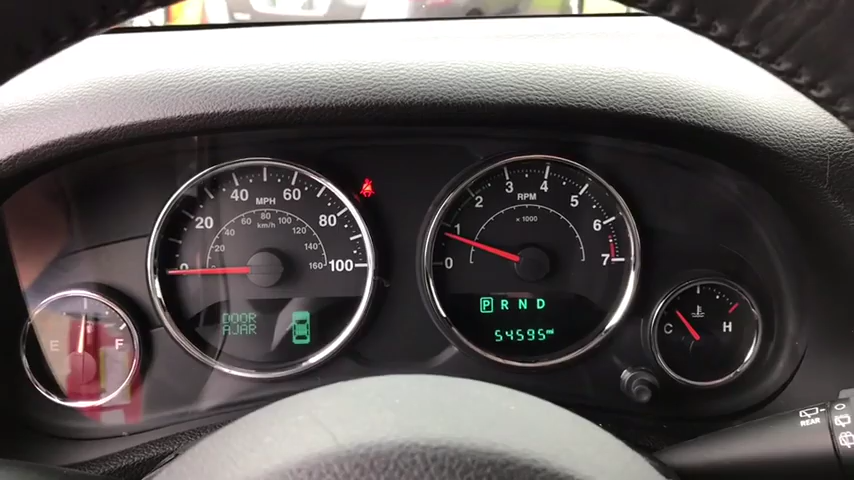 20 40 60 80 100
MPH
20 40 60 80 100 120 140 160
km/h
0
DOOR
AJAR
0 1 2 3 4 5 6 7
RPM
x 1000
P R N D
54595 mi
E F
C H
REAR